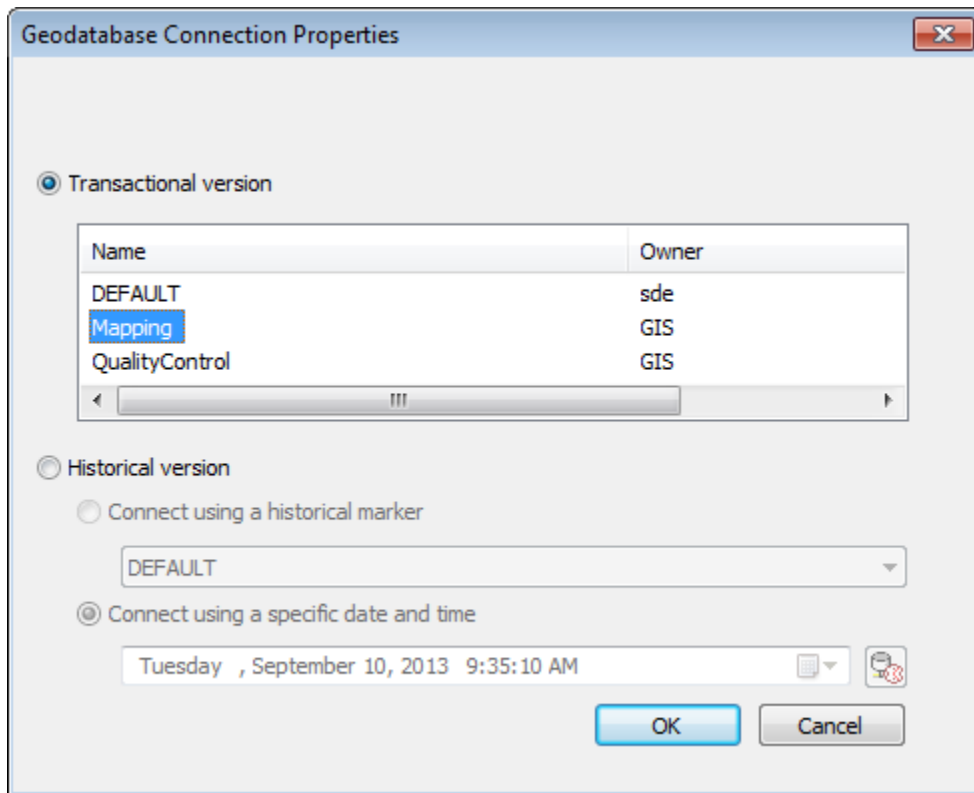 Geodatabase Connection Properties
Transactional version
Name Owner
DEFAULT sde
Mapping GIS
QualityControl GIS
Historical version
Connect using a historical marker
DEFAULT
Connect using a specific date and time
Tuesday , September 10, 2013 9:35:10 AM
OK Cancel